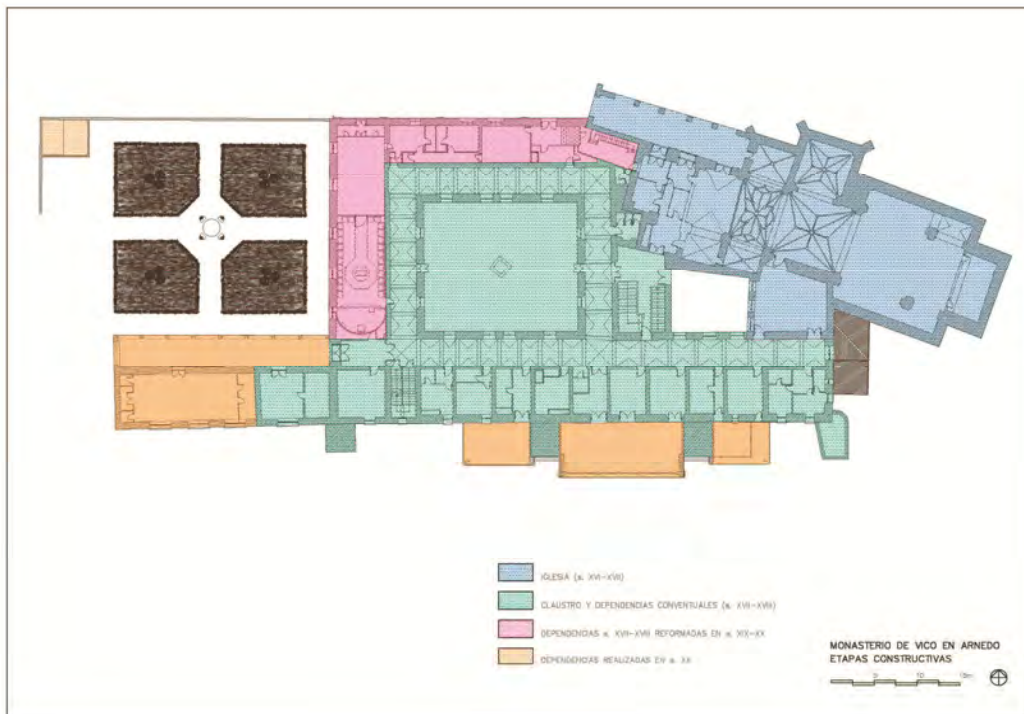 IGLESIA (s. XVI-XVII)
CLAUSTRO Y DEPENDENCIAS CONVENTUALES (s. XVII-XVIII)
DEPENDENCIAS s. XVII-XVIII REFORMADAS EN s. XIX-XX
DEPENDENCIAS REALIZADAS EN s. XX
MONASTERIO DE VICO EN ARNEDO
ETAPAS CONSTRUCTIVAS